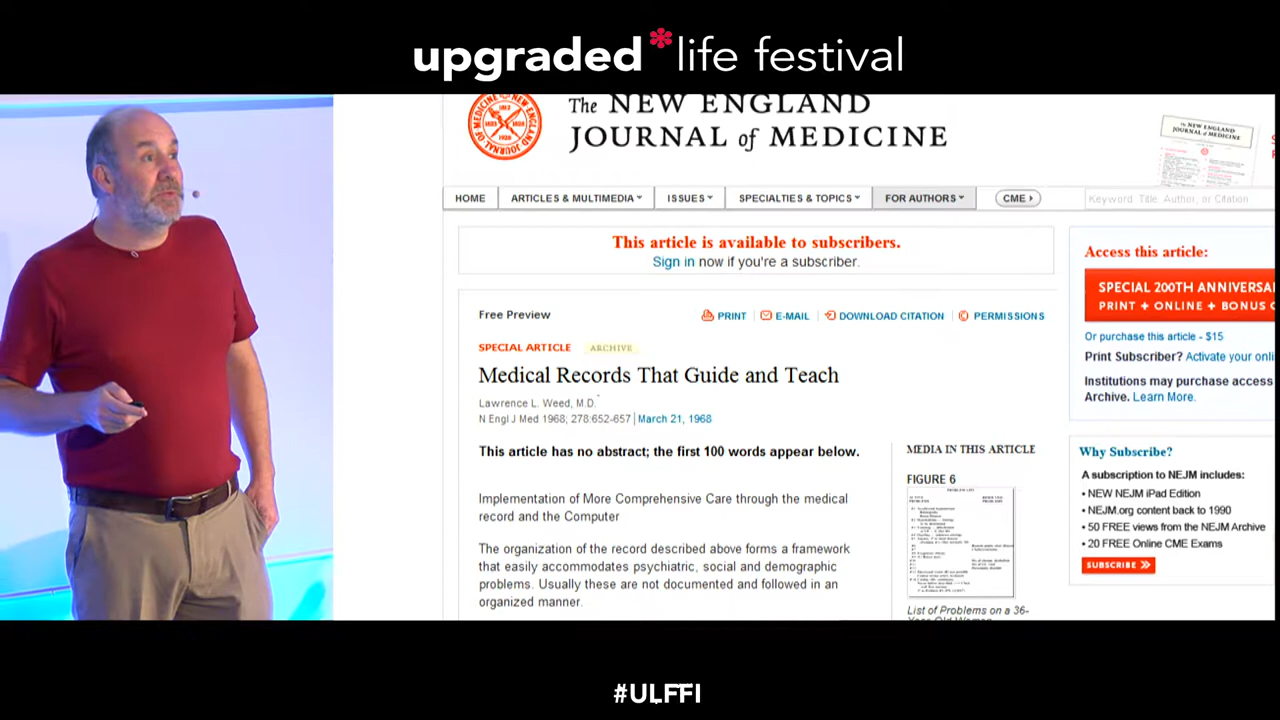 upgraded*life festival
The NEW ENGLAND
JOURNAL of MEDICINE
HOME
ARTICLES & MULTIMEDIA
ISSUES
SPECIALTIES & TOPICS
FOR AUTHORS
CME
Keyword, Title, Author, or Citation
This article is available to subscribers.
Sign in now if you're a subscriber.
Free Preview
PRINT
E-MAIL
DOWNLOAD CITATION
PERMISSIONS
SPECIAL ARTICLE
ARCHIVE
Medical Records That Guide and Teach
Lawrence L. Weed, M.D.*
N Engl J Med 1968; 278:652-657 | March 21, 1968
This article has no abstract; the first 100 words appear below.
Implementation of More Comprehensive Care through the medical
record and the Computer
The organization of the record described above forms a framework
that easily accommodates psychiatric, social and demographic
problems. Usually these are not documented and followed in an
organized manner.
MEDIA IN THIS ARTICLE
FIGURE 6
List of Problems on a 36-
Year-Old Woman
Access this article:
SPECIAL 200TH ANNIVERSA
PRINT + ONLINE + BONUS
Or purchase this article - $15
Print Subscriber? Activate your onli
Institutions may purchase access
Archive. Learn More.
Why Subscribe?
A subscription to NEJM includes:
• NEW NEJM iPad Edition
• NEJM.org content back to 1990
• 50 FREE views from the NEJM Archive
• 20 FREE Online CME Exams
SUBSCRIBE
#ULFFI